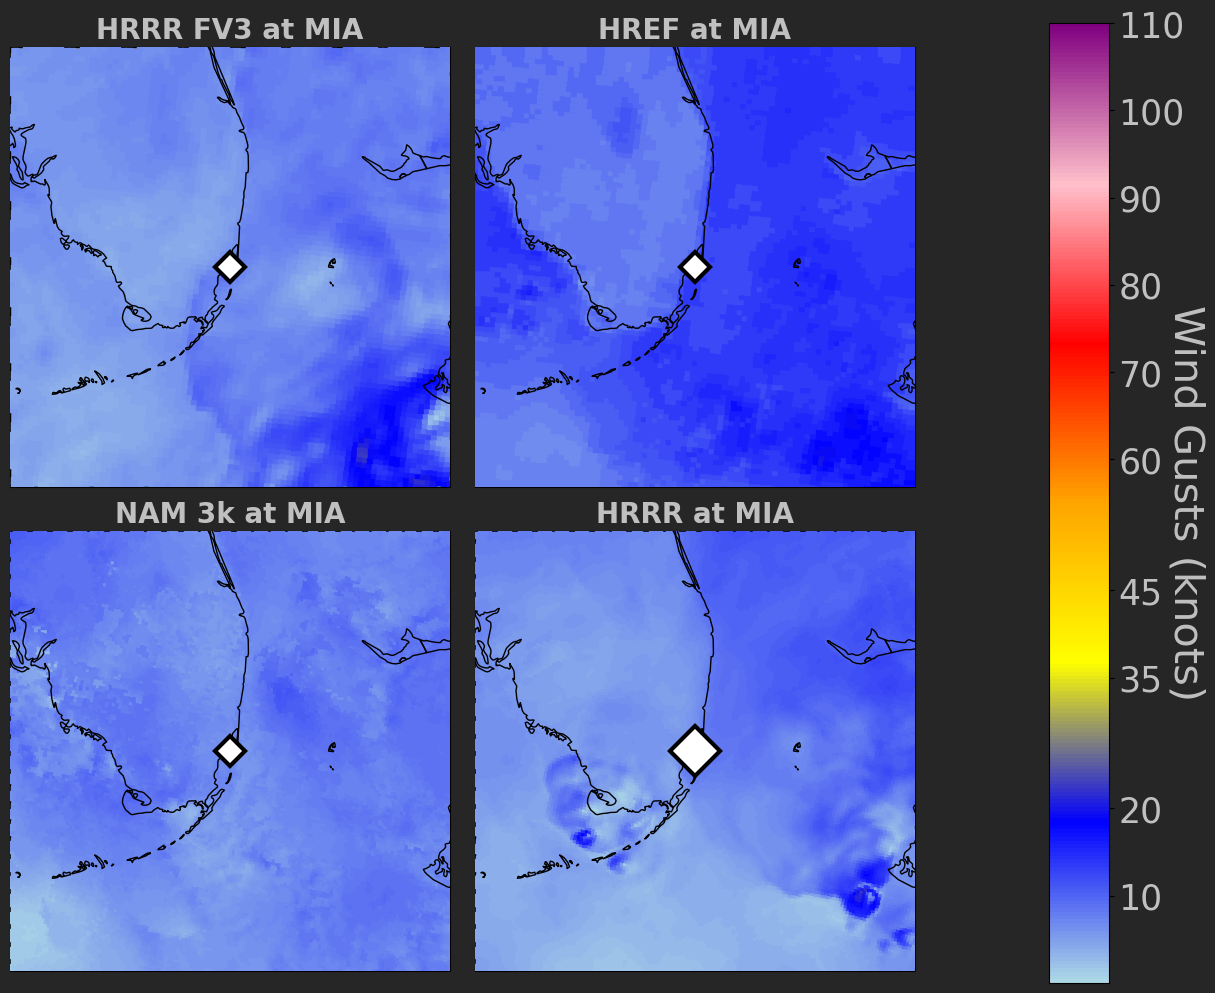 HRRR FV3 at MIA
HREF at MIA
NAM 3k at MIA
HRRR at MIA
110
100
90
80
70
60
45
35
20
10
Wind Gusts (knots)